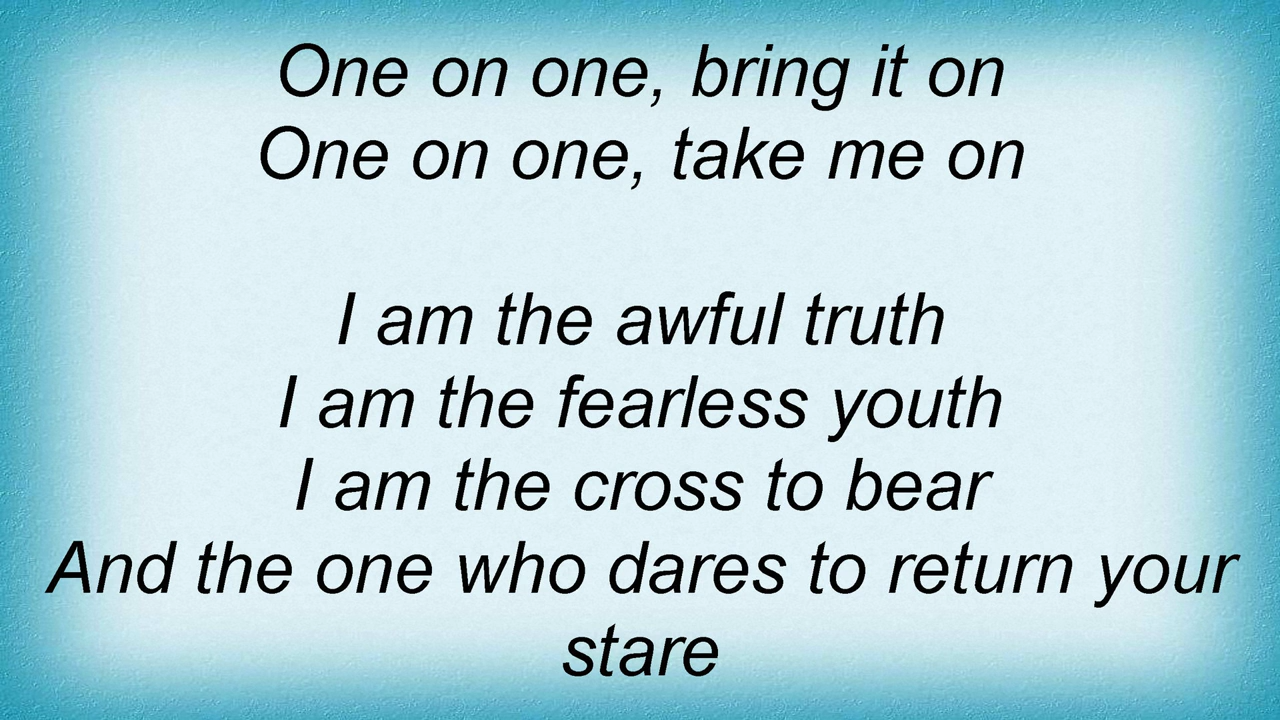 One on one, bring it on
One on one, take me on
I am the awful truth
I am the fearless youth
I am the cross to bear
And the one who dares to return your
stare